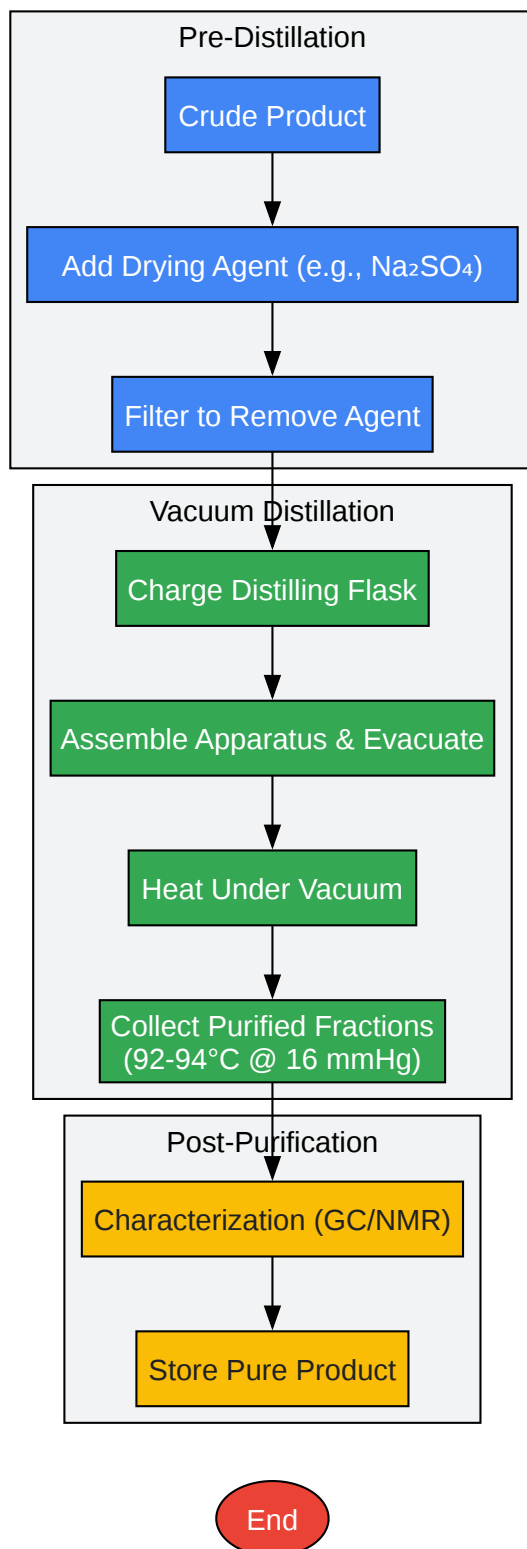 Pre-Distillation
Crude Product
Add Drying Agent (e.g., Na₂SO₄)
Filter to Remove Agent
Vacuum Distillation
Charge Distilling Flask
Assemble Apparatus & Evacuate
Heat Under Vacuum
Collect Purified Fractions
(92-94°C @ 16 mmHg)
Post-Purification
Characterization (GC/NMR)
Store Pure Product
End